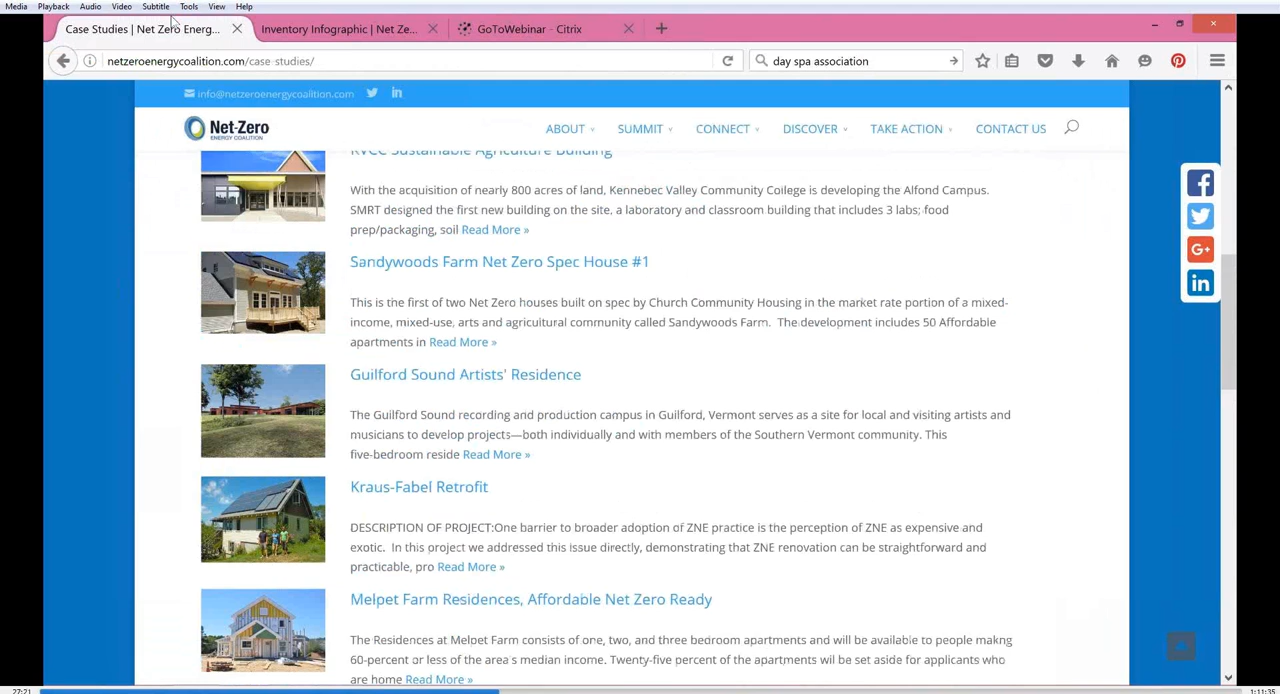 Media Playback Audio Video Subtitle Tools View Help
Case Studies | Net Zero Energ... Inventory Infographic | Net Ze... GoToWebinar - Citrix
netzeroenergycoalition.com/case-studies/ day spa association
info@netzeroenergycoalition.com
Net-Zero
ENERGY COALITION
ABOUT SUMMIT CONNECT DISCOVER TAKE ACTION CONTACT US
KVCC Sustainable Agriculture Building
With the acquisition of nearly 800 acres of land, Kennebec Valley Community College is developing the Alfond Campus.
SMRT designed the first new building on the site, a laboratory and classroom building that includes 3 labs; food
prep/packaging, soil Read More »
Sandywoods Farm Net Zero Spec House #1
This is the first of two Net Zero houses built on spec by Church Community Housing in the market rate portion of a mixed-
income, mixed-use, arts and agricultural community called Sandywoods Farm. The development includes 50 Affordable
apartments in Read More »
Guilford Sound Artists' Residence
The Guilford Sound recording and production campus in Guilford, Vermont serves as a site for local and visiting artists and
musicians to develop projects—both individually and with members of the Southern Vermont community. This
five-bedroom reside Read More »
Kraus-Fabel Retrofit
DESCRIPTION OF PROJECT:One barrier to broader adoption of ZNE practice is the perception of ZNE as expensive and
exotic. In this project we addressed this issue directly, demonstrating that ZNE renovation can be straightforward and
practicable, pro Read More »
Melpet Farm Residences, Affordable Net Zero Ready
The Residences at Melpet Farm consists of one, two, and three bedroom apartments and will be available to people makng
60-percent or less of the area's median income. Twenty-five percent of the apartments will be set aside for applicants who
are home Read More »
27:21 1:11:35